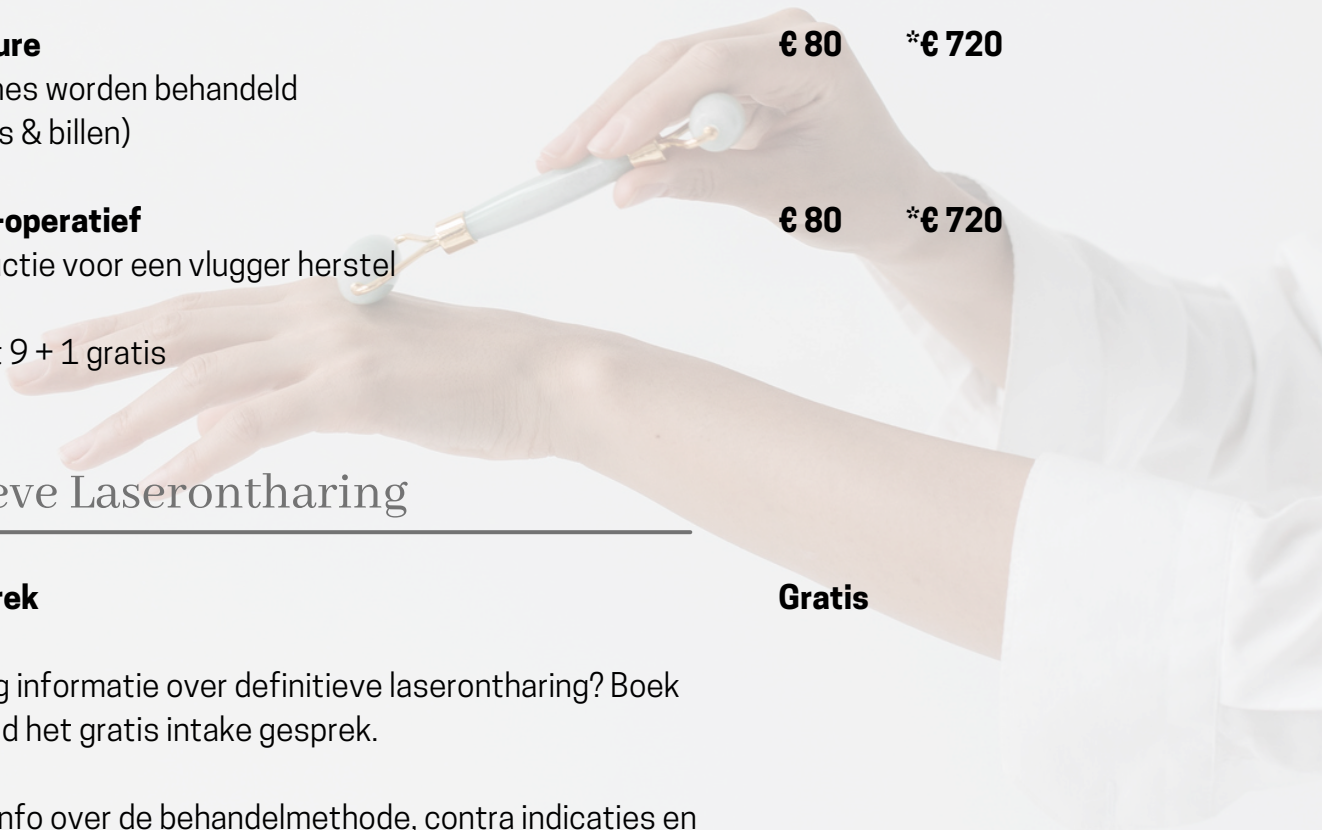 ure € 80 *€ 720
nes worden behandeld
s & billen)
-operatief € 80 *€ 720
ctie voor een vlugger herstel
t 9 + 1 gratis
eve Laserontharing
rek Gratis
g informatie over definitieve laserontharing? Boek
d het gratis intake gesprek.
nfo over de behandelmethode, contra indicaties en